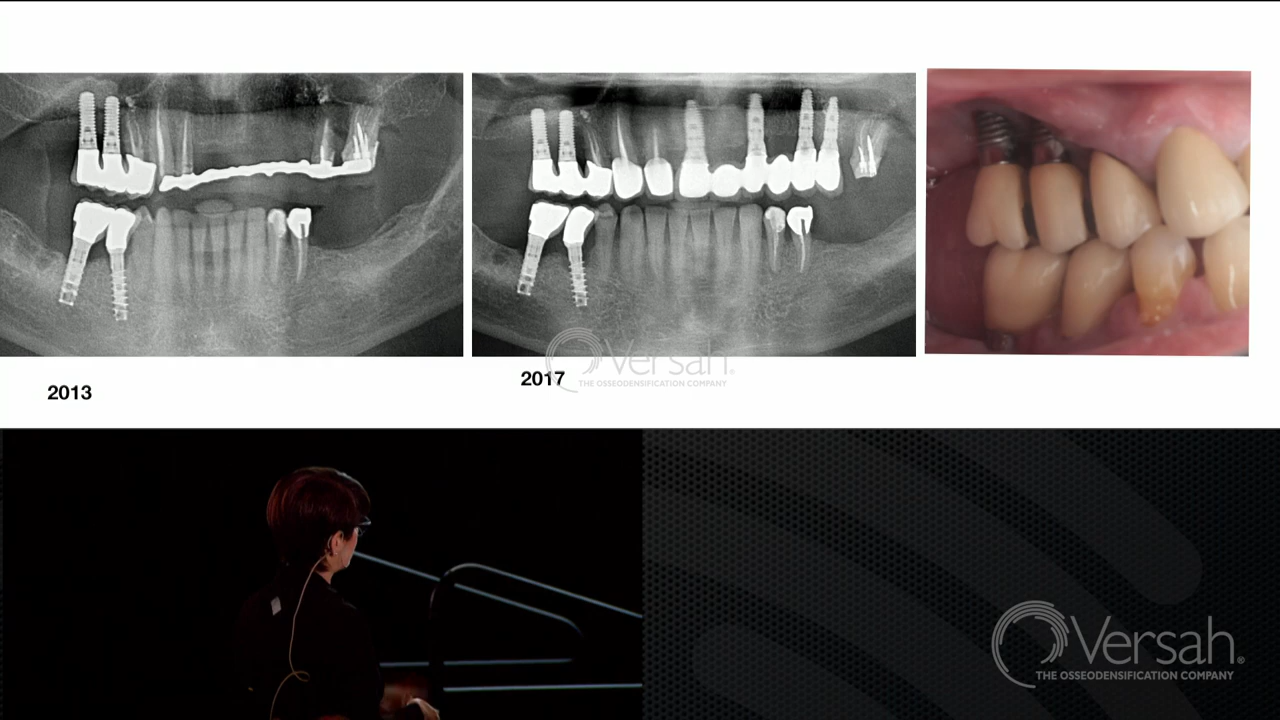 2013
2017
Versah®
THE OSSEODENSIFICATION COMPANY
Versah®
THE OSSEODENSIFICATION COMPANY